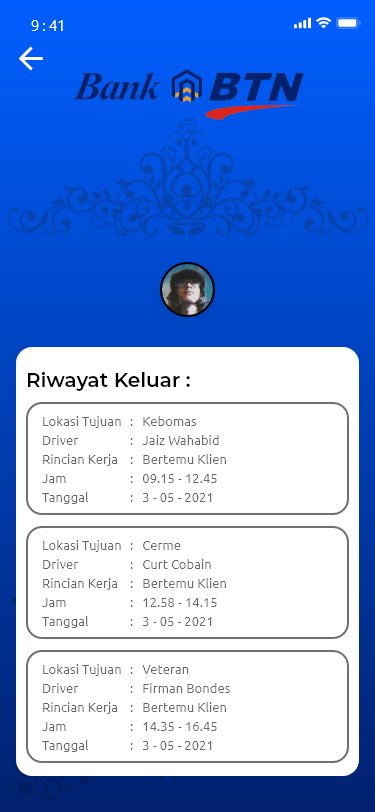 9:41
Bank BTN
Riwayat Keluar :
Lokasi Tujuan : Kebomas
Driver : Jaiz Wahabid
Rincian Kerja : Bertemu Klien
Jam : 09.15 - 12.45
Tanggal : 3 - 05 - 2021
Lokasi Tujuan : Cerme
Driver : Curt Cobain
Rincian Kerja : Bertemu Klien
Jam : 12.58 - 14.15
Tanggal : 3 - 05 - 2021
Lokasi Tujuan : Veteran
Driver : Firman Bondes
Rincian Kerja : Bertemu Klien
Jam : 14.35 - 16.45
Tanggal : 3 - 05 - 2021